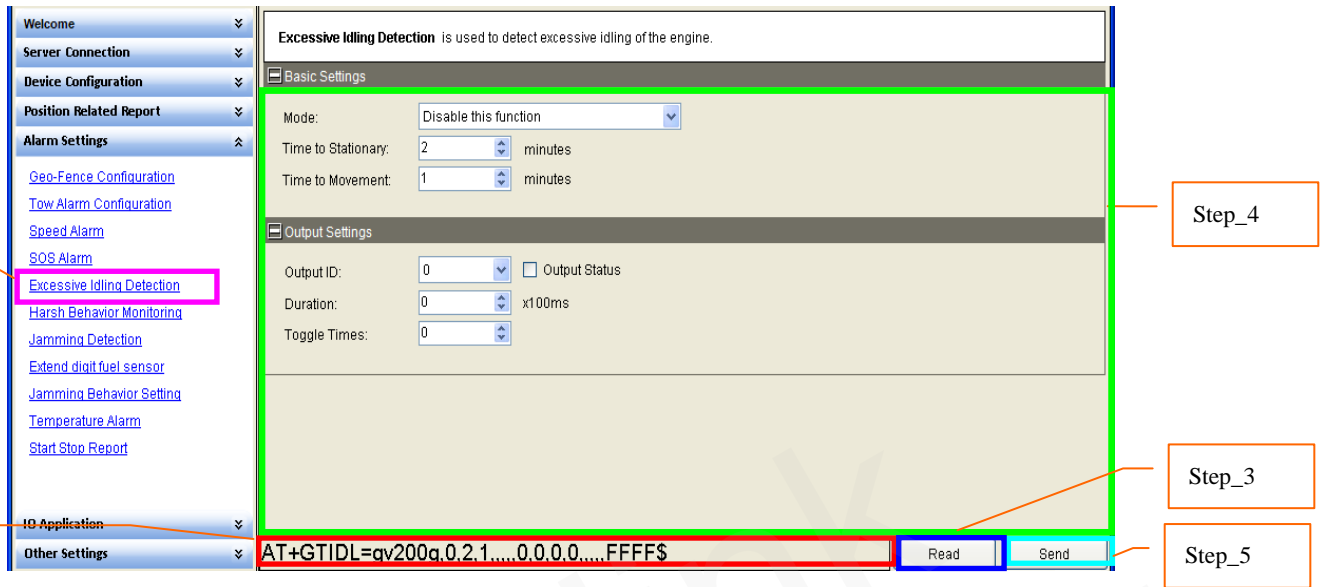 Welcome
Server Connection
Device Configuration
Position Related Report
Alarm Settings
Geo-Fence Configuration
Tow Alarm Configuration
Speed Alarm
SOS Alarm
Excessive Idling Detection
Harsh Behavior Monitoring
Jamming Detection
Extend digit fuel sensor
Jamming Behavior Setting
Temperature Alarm
Start Stop Report
IO Application
Other Settings
Excessive Idling Detection is used to detect excessive idling of the engine.
Basic Settings
Mode: Disable this function
Time to Stationary: 2 minutes
Time to Movement: 1 minutes
Output Settings
Output ID: 0 Output Status
Duration: 0 x100ms
Toggle Times: 0
AT+GTIDL=gv200g,0,2,1,,,,,0,0,0,0,,,,,FFFF$
Read Send
Step_4
Step_3
Step_5